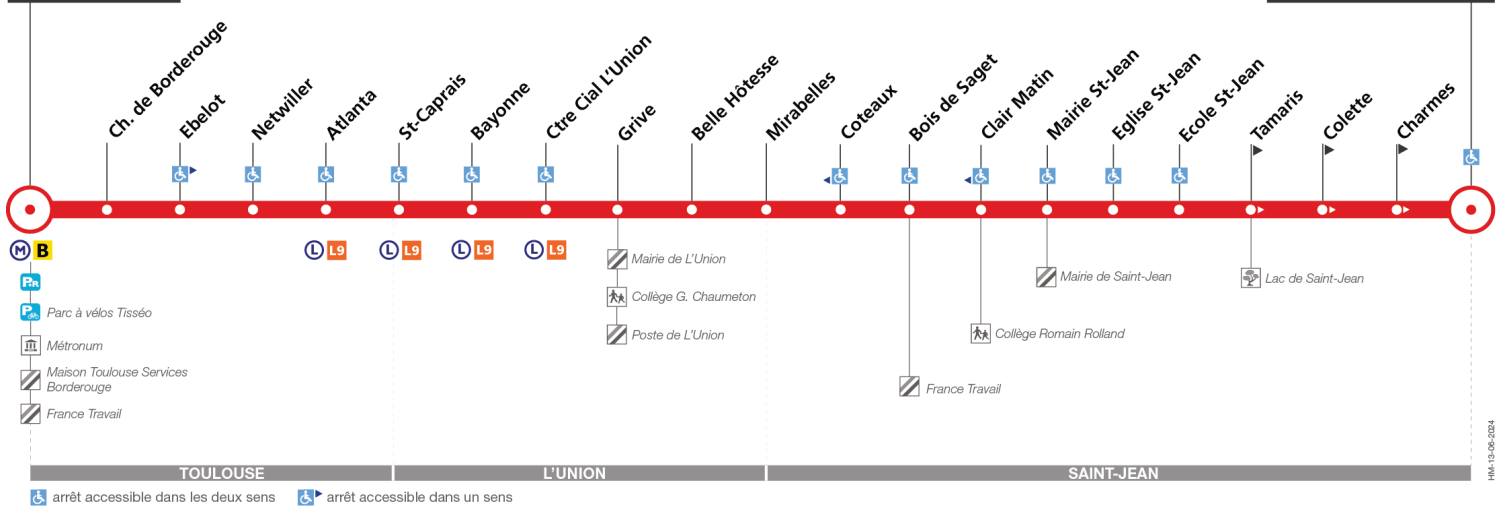 Ch. de Borderouge
Ebelot
Netwiller
Atlanta
St-Caprais
Bayonne
Ctre Cial L'Union
Grive
Belle Hôtesse
Mirabelles
Coteaux
Bois de Saget
Clair Matin
Mairie St-Jean
Eglise St-Jean
Ecole St-Jean
Tamaris
Colette
Charmes
M B
P+R
P
Parc à vélos Tisséo
Métronum
Maison Toulouse Services
Borderouge
France Travail
L L9
L L9
L L9
L L9
Mairie de L'Union
Collège G. Chaumeton
Poste de L'Union
France Travail
Collège Romain Rolland
Mairie de Saint-Jean
Lac de Saint-Jean
TOULOUSE
L'UNION
SAINT-JEAN
arrêt accessible dans les deux sens
arrêt accessible dans un sens
HM-13-06-2024